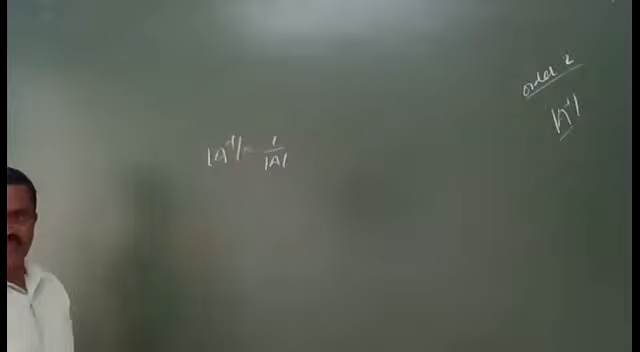 |A⁻¹| = 1/|A|
order 2
|A⁻¹|